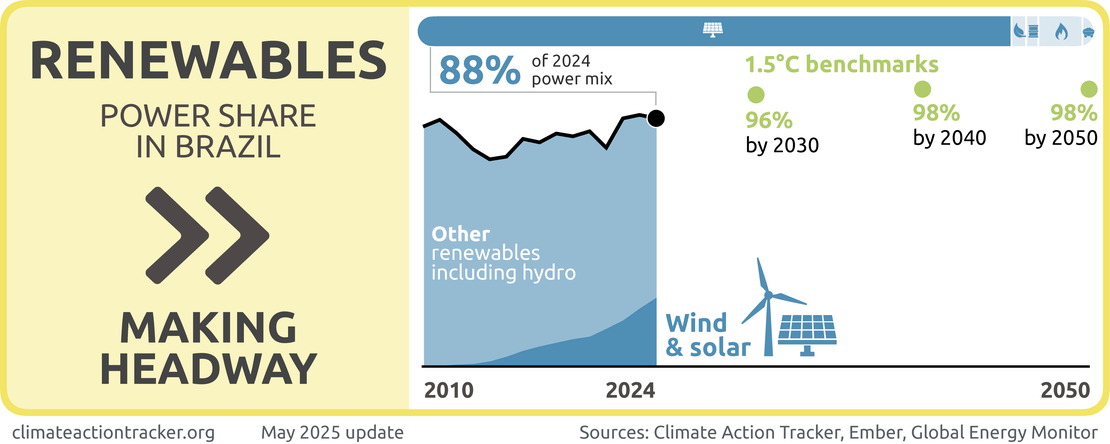 RENEWABLES
POWER SHARE
IN BRAZIL
MAKING
HEADWAY
88%
of 2024
power mix
1.5°C benchmarks
96%
by 2030
98%
by 2040
98%
by 2050
Other
renewables
including hydro
Wind
& solar
2010
2024
2050
climateactiontracker.org
May 2025 update
Sources: Climate Action Tracker, Ember, Global Energy Monitor